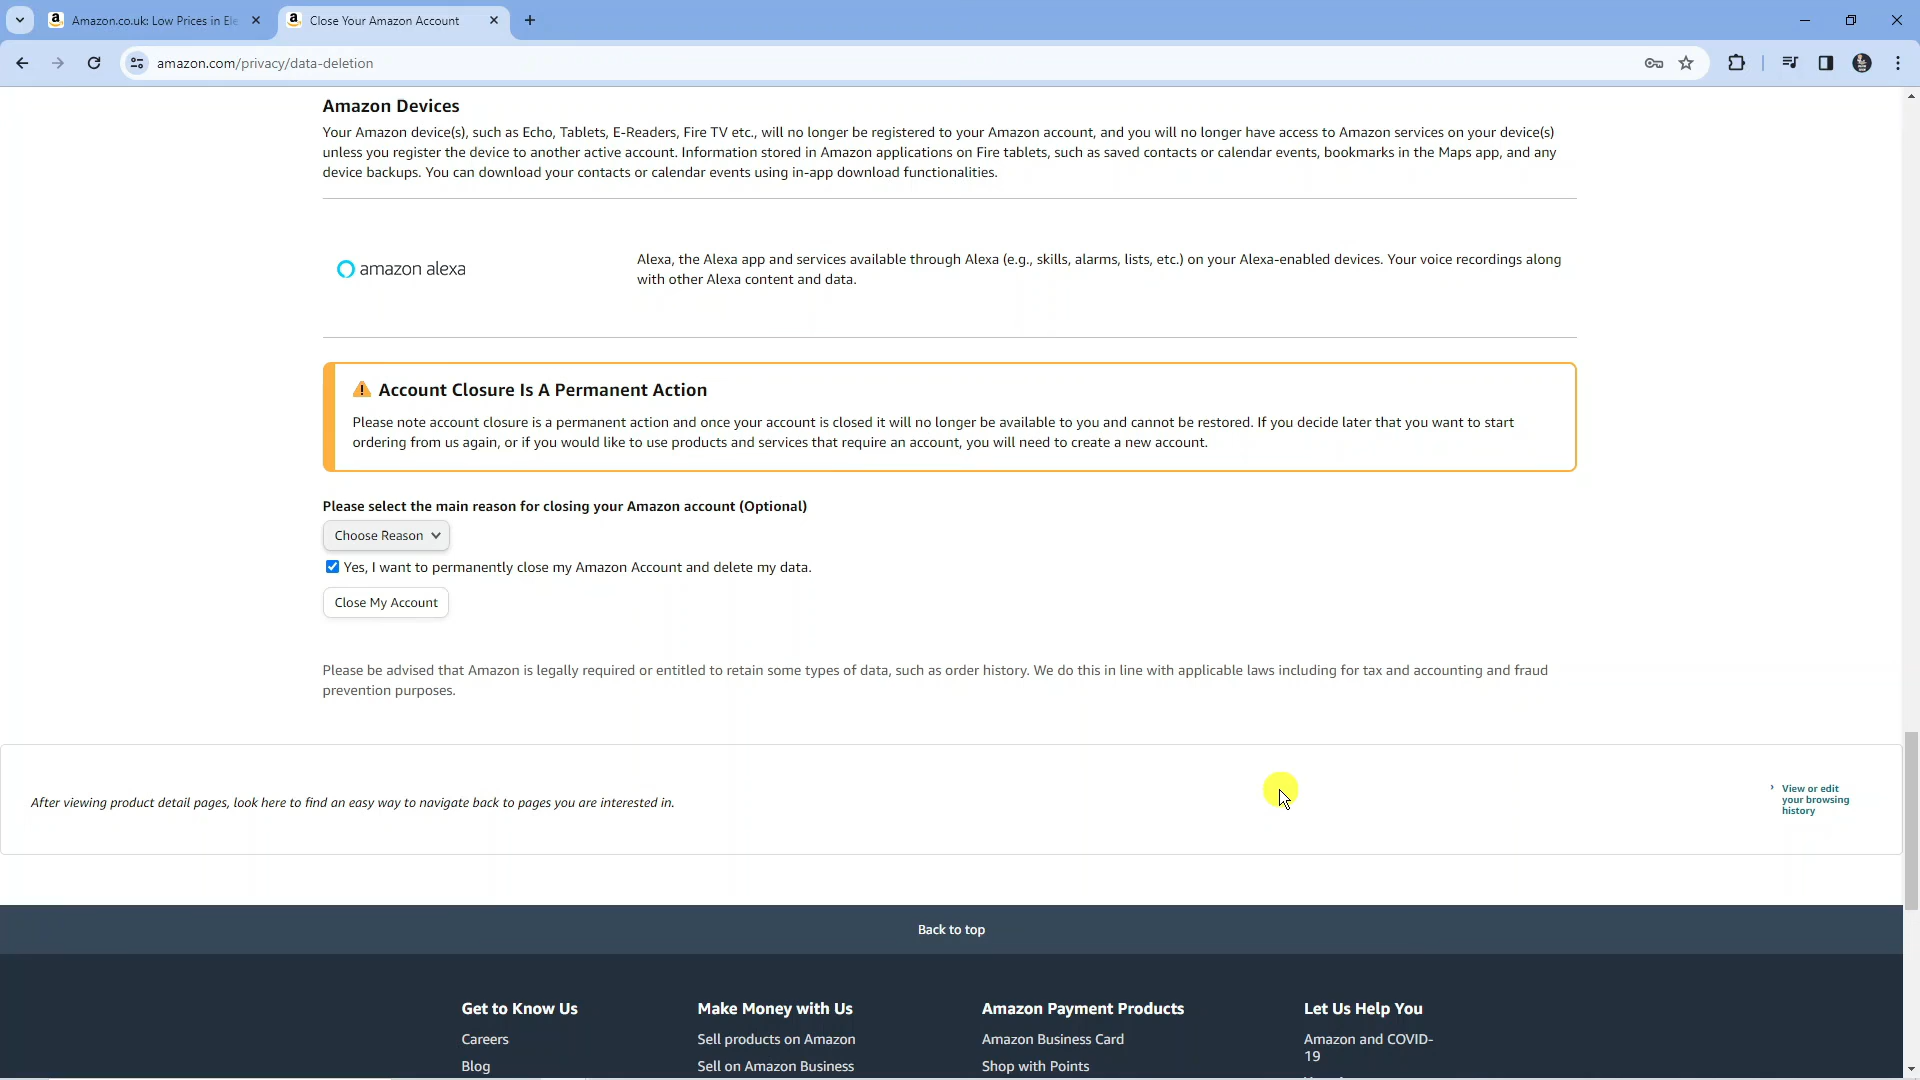 Amazon.co.uk: Low Prices in Ele
Close Your Amazon Account
amazon.com/privacy/data-deletion
Amazon Devices
Your Amazon device(s), such as Echo, Tablets, E-Readers, Fire TV etc., will no longer be registered to your Amazon account, and you will no longer have access to Amazon services on your device(s)
unless you register the device to another active account. Information stored in Amazon applications on Fire tablets, such as saved contacts or calendar events, bookmarks in the Maps app, and any
device backups. You can download your contacts or calendar events using in-app download functionalities.
amazon alexa
Alexa, the Alexa app and services available through Alexa (e.g., skills, alarms, lists, etc.) on your Alexa-enabled devices. Your voice recordings along
with other Alexa content and data.
Account Closure Is A Permanent Action
Please note account closure is a permanent action and once your account is closed it will no longer be available to you and cannot be restored. If you decide later that you want to start
ordering from us again, or if you would like to use products and services that require an account, you will need to create a new account.
Please select the main reason for closing your Amazon account (Optional)
Choose Reason
Yes, I want to permanently close my Amazon Account and delete my data.
Close My Account
Please be advised that Amazon is legally required or entitled to retain some types of data, such as order history. We do this in line with applicable laws including for tax and accounting and fraud
prevention purposes.
After viewing product detail pages, look here to find an easy way to navigate back to pages you are interested in.
› View or edit
your browsing
history
Back to top
Get to Know Us
Careers
Blog
Make Money with Us
Sell products on Amazon
Sell on Amazon Business
Amazon Payment Products
Amazon Business Card
Shop with Points
Let Us Help You
Amazon and COVID-
19